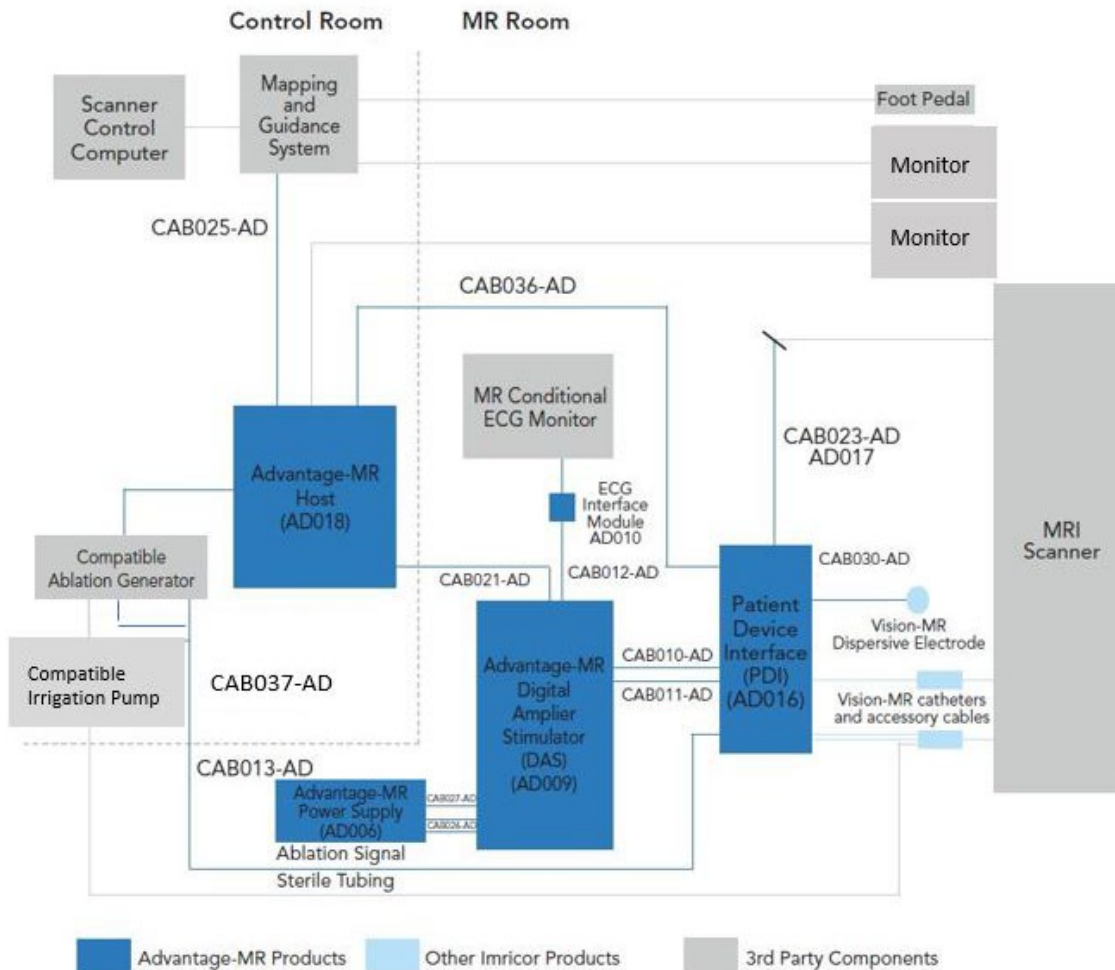 Control Room
MR Room
Scanner
Control
Computer
Mapping
and
Guidance
System
Foot Pedal
Monitor
Monitor
CAB025-AD
CAB036-AD
MR Conditional
ECG Monitor
CAB023-AD
AD017
Advantage-MR
Host
(AD018)
ECG
Interface
Module
AD010
MRI
Scanner
Compatible
Ablation Generator
CAB021-AD
CAB012-AD
CAB030-AD
Patient
Device
Interface
(PDI)
(AD016)
Vision-MR
Dispersive Electrode
Compatible
Irrigation Pump
CAB037-AD
Advantage-MR
Digital
Amplier
Stimulator
(DAS)
(AD009)
CAB010-AD
CAB011-AD
Vision-MR catheters
and accessory cables
CAB013-AD
Advantage-MR
Power Supply
(AD006)
CAB027-AD
CAB026-AD
Ablation Signal
Sterile Tubing
Advantage-MR Products
Other Imricor Products
3rd Party Components